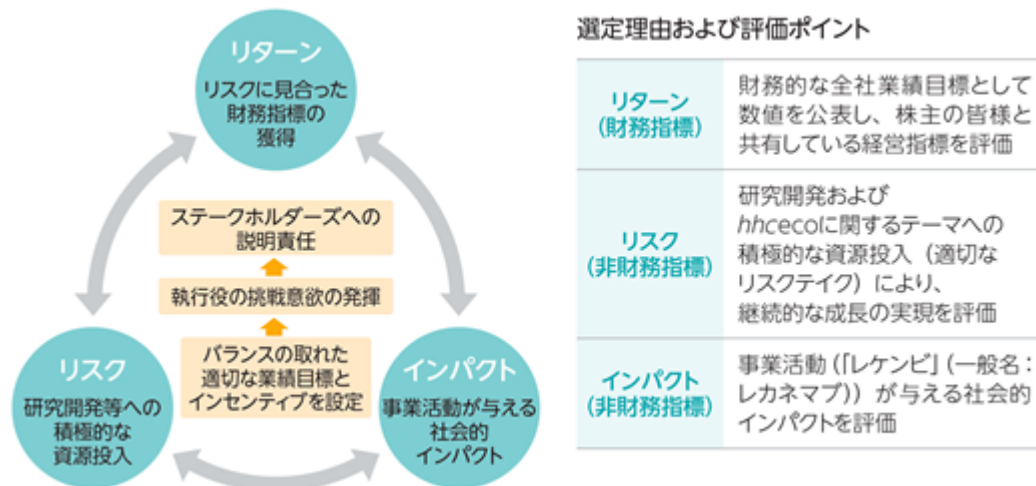 リターン
リスクに見合った
財務指標の
獲得
ステークホルダーズへの
説明責任
執行役の挑戦意欲の発揮
バランスの取れた
適切な業績目標と
インセンティブを設定
リスク
研究開発等への
積極的な
資源投入
インパクト
事業活動が与える
社会的
インパクト
選定理由および評価ポイント
リターン
(財務指標)
財務的な全社業績目標として
数値を公表し、株主の皆様と
共有している経営指標を評価
リスク
(非財務指標)
研究開発および
hhcecoに関するテーマへの
積極的な資源投入（適切な
リスクテイク）により、
継続的な成長の実現を評価
インパクト
(非財務指標)
事業活動（「レケンビ」（一般名：
レカネマブ））が与える社会的
インパクトを評価